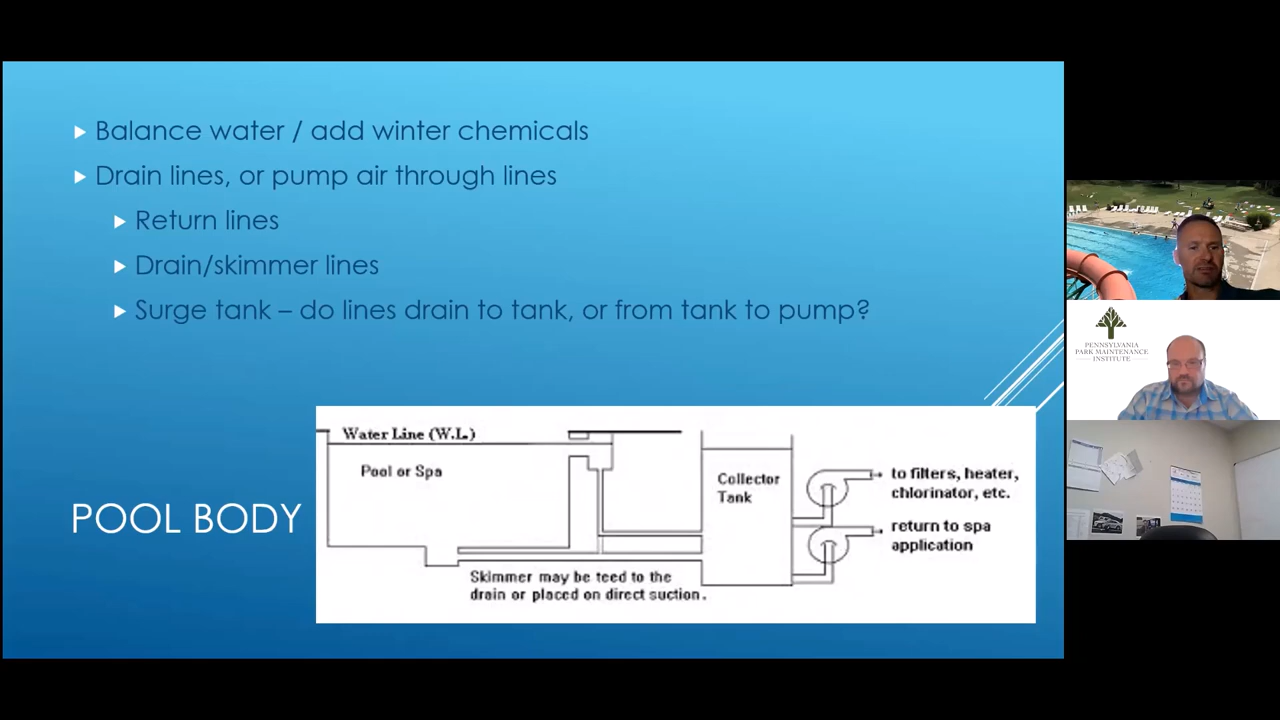 Balance water / add winter chemicals
Drain lines, or pump air through lines
Return lines
Drain/skimmer lines
Surge tank – do lines drain to tank, or from tank to pump?
POOL BODY
Water Line (W.L.)
Pool or Spa
Collector
Tank
to filters, heater,
chlorinator, etc.
return to spa
application
Skimmer may be teed to the
drain or placed on direct suction.
PENNSYLVANIA
PARK MAINTENANCE
INSTITUTE